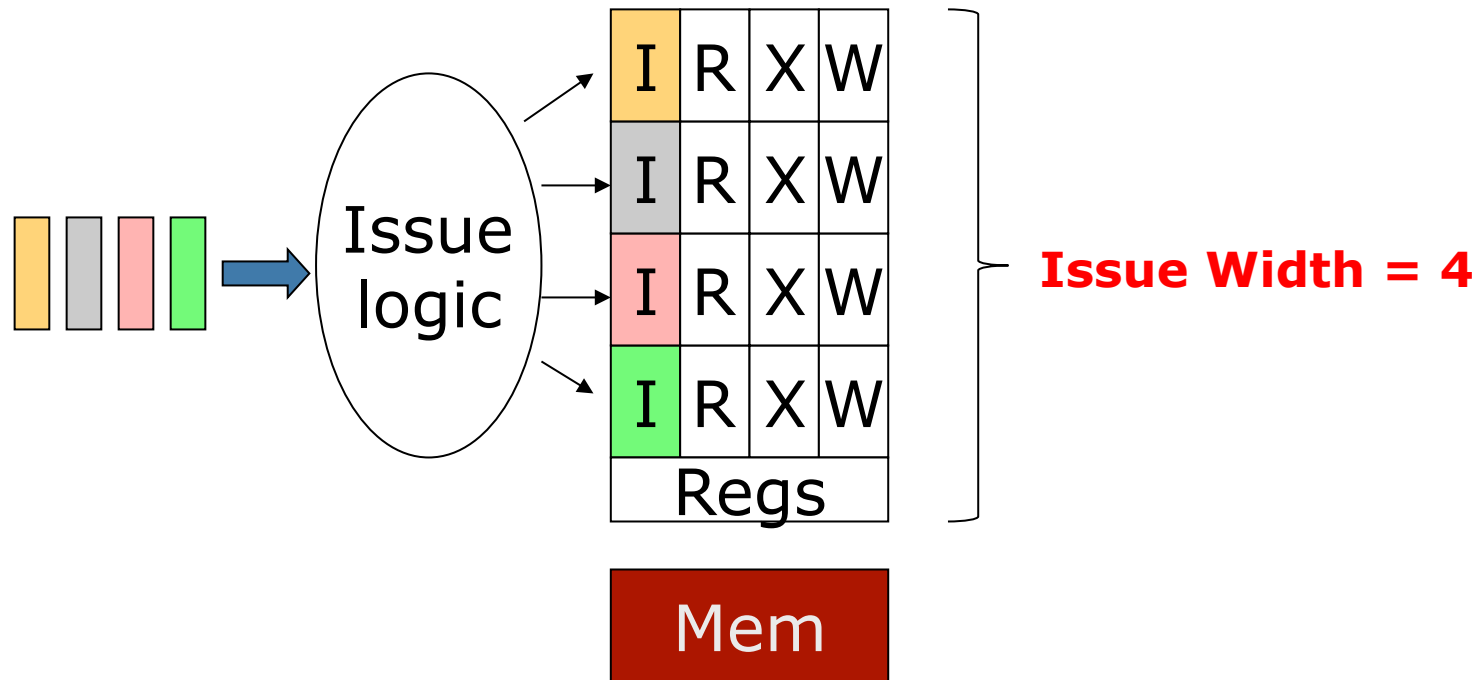 I R X W
I R X W
Issue
logic
I R X W
I R X W
Regs
Issue Width = 4
Mem